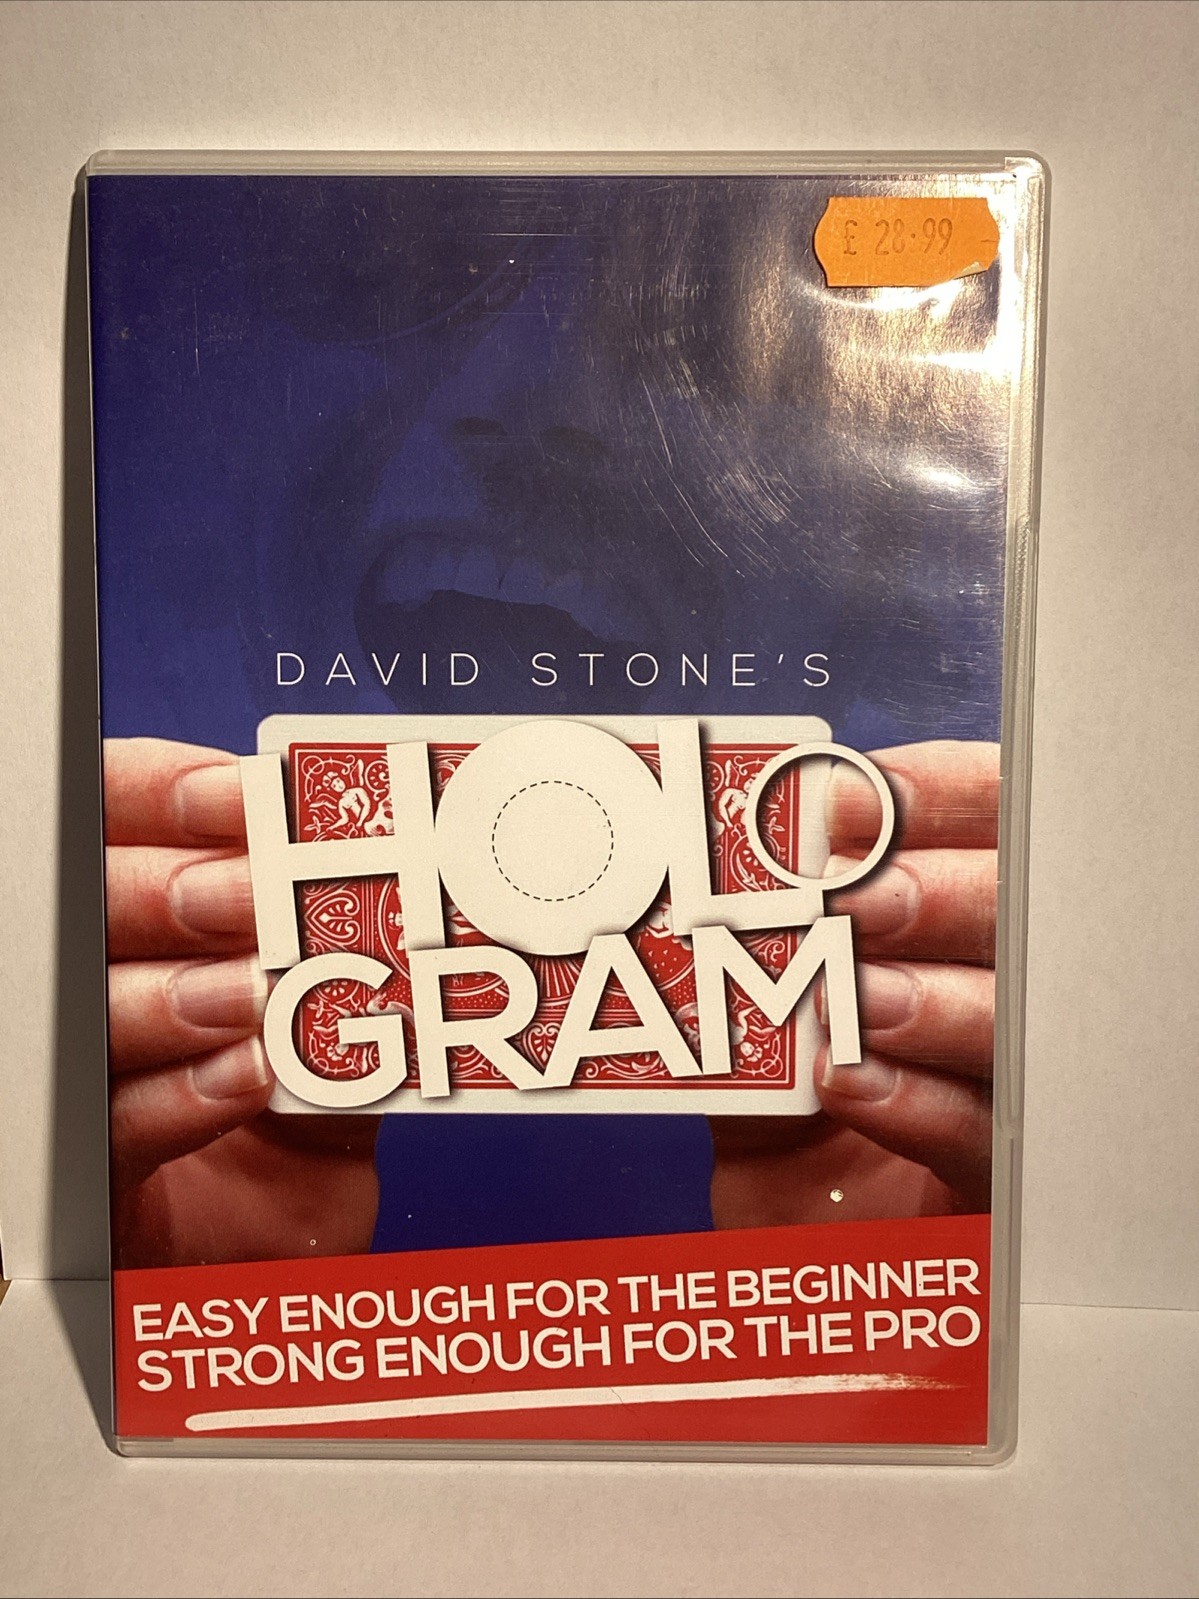 £ 28.99
DAVID STONE'S
HOLO
GRAM
EASY ENOUGH FOR THE BEGINNER
STRONG ENOUGH FOR THE PRO